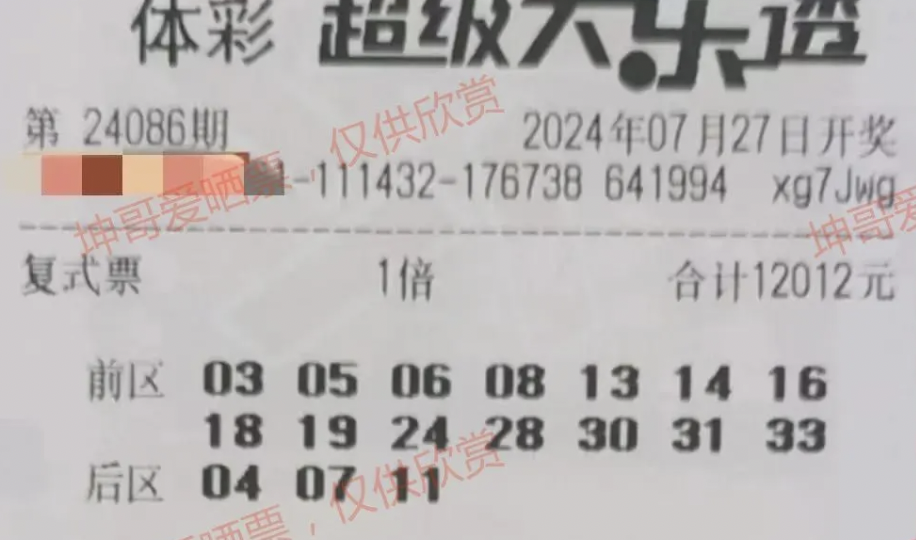 体彩 超级大乐透
第 24086期 2024年07月27日开奖
-111432-176738 641994 xg7Jwg
复式票 1倍 合计12012元
前区 03 05 06 08 13 14 16
18 19 24 28 30 31 33
后区 04 07 11
坤哥爱晒票，仅供欣赏
坤哥爱晒
晒票，仅供欣赏